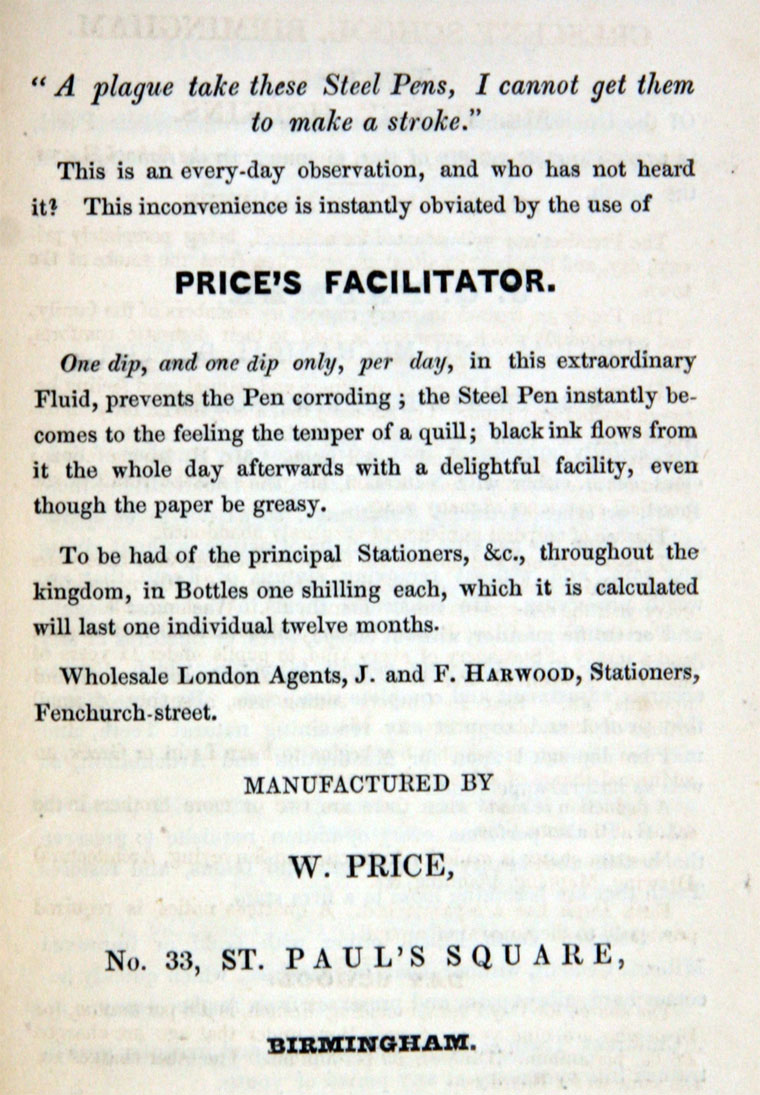 “ A plague take these Steel Pens, I cannot get them
to make a stroke.”
This is an every-day observation, and who has not heard
it? This inconvenience is instantly obviated by the use of
PRICE’S FACILITATOR.
One dip, and one dip only, per day, in this extraordinary
Fluid, prevents the Pen corroding ; the Steel Pen instantly be-
comes to the feeling the temper of a quill; black ink flows from
it the whole day afterwards with a delightful facility, even
though the paper be greasy.
To be had of the principal Stationers, &c., throughout the
kingdom, in Bottles one shilling each, which it is calculated
will last one individual twelve months.
Wholesale London Agents, J. and F. HARWOOD, Stationers,
Fenchurch-street.
MANUFACTURED BY
W. PRICE,
No. 33, ST. PAUL’S SQUARE,
BIRMINGHAM.